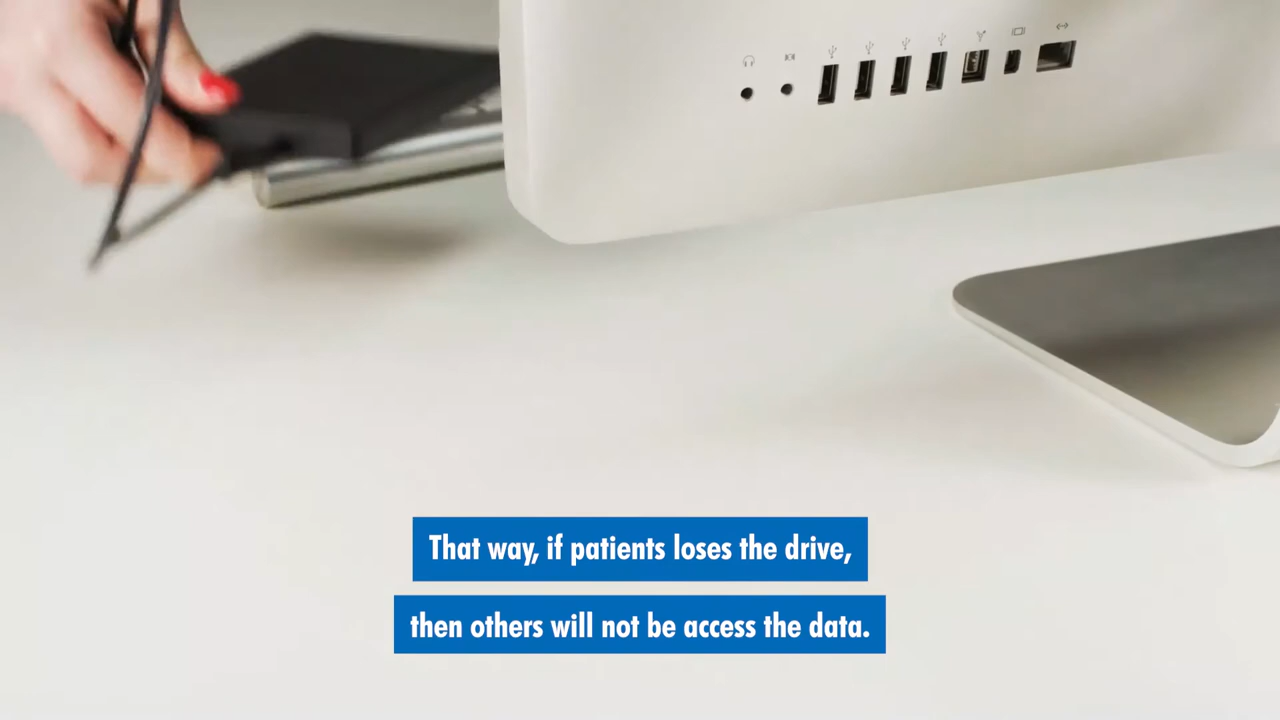 That way, if patients loses the drive,
then others will not be access the data.